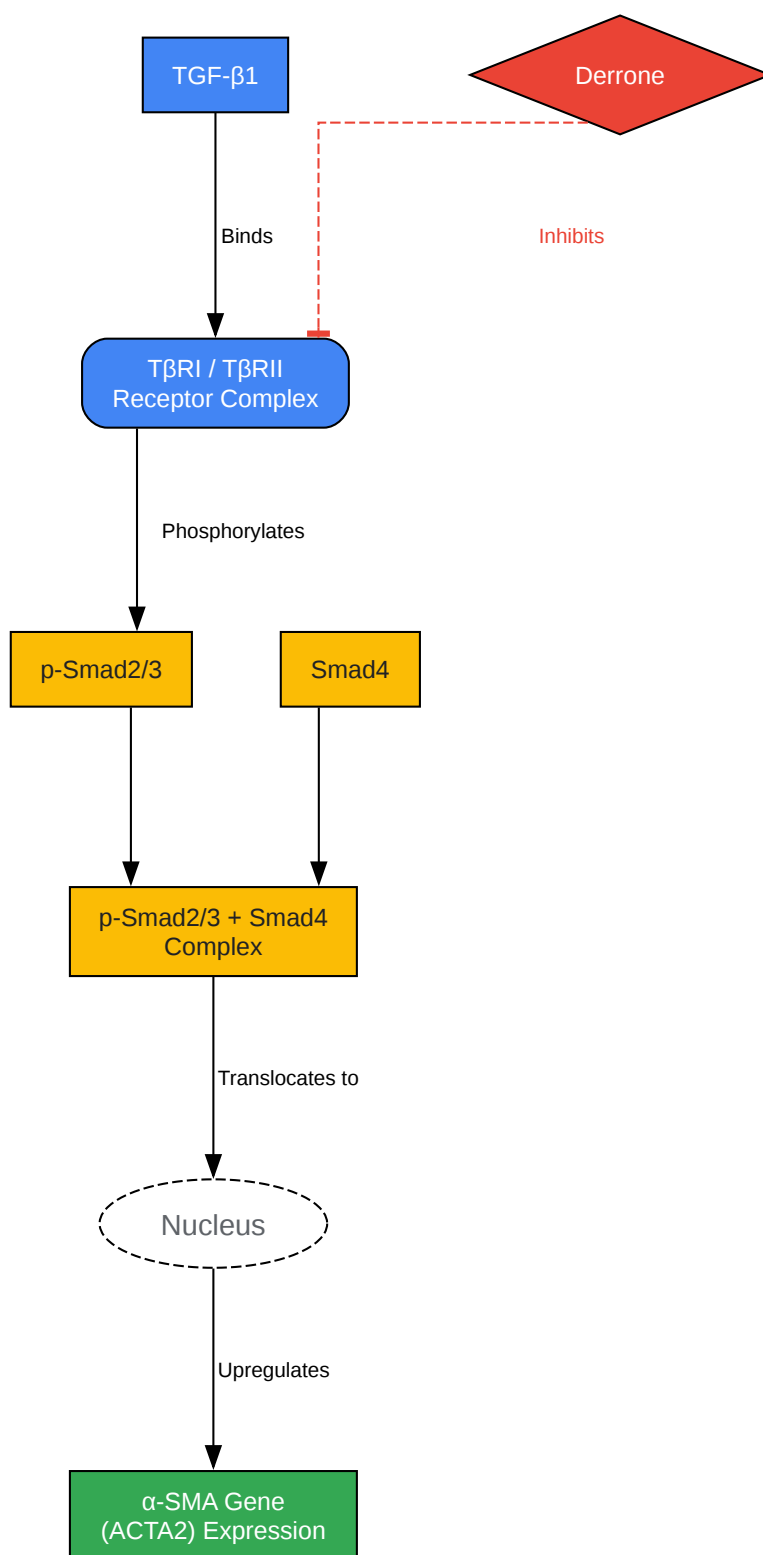 TGF-β1
Derrone
Binds
Inhibits
TβRI / TβRII
Receptor Complex
Phosphorylates
p-Smad2/3
Smad4
p-Smad2/3 + Smad4
Complex
Translocates to
Nucleus
Upregulates
α-SMA Gene
(ACTA2) Expression